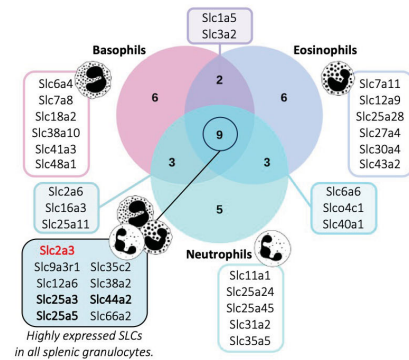 Slc1a5
Slc3a2
Basophils
Eosinophils
Slc6a4
Slc7a8
Slc18a2
Slc38a10
Slc41a3
Slc48a1
6
2
6
9
3
3
5
Slc7a11
Slc12a9
Slc25a28
Slc27a4
Slc30a4
Slc43a2
Slc2a6
Slc16a3
Slc25a11
Slc6a6
Slco4c1
Slc40a1
Neutrophils
Slc2a3
Slc9a3r1 Slc35c2
Slc12a6 Slc38a2
Slc25a3 Slc44a2
Slc25a5 Slc66a2
Slc11a1
Slc25a24
Slc25a45
Slc31a2
Slc35a5
Highly expressed SLCs
in all splenic granulocytes.